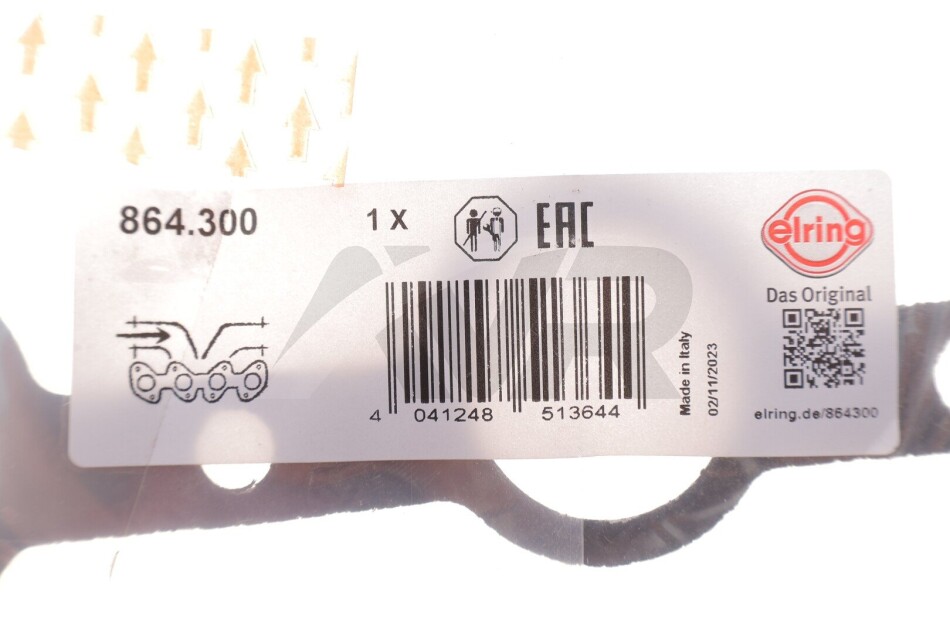 864.300
1 X
EAC
elring
Das Original
4 041248 513644
Made in Italy
02/11/2023
elring.de/864300